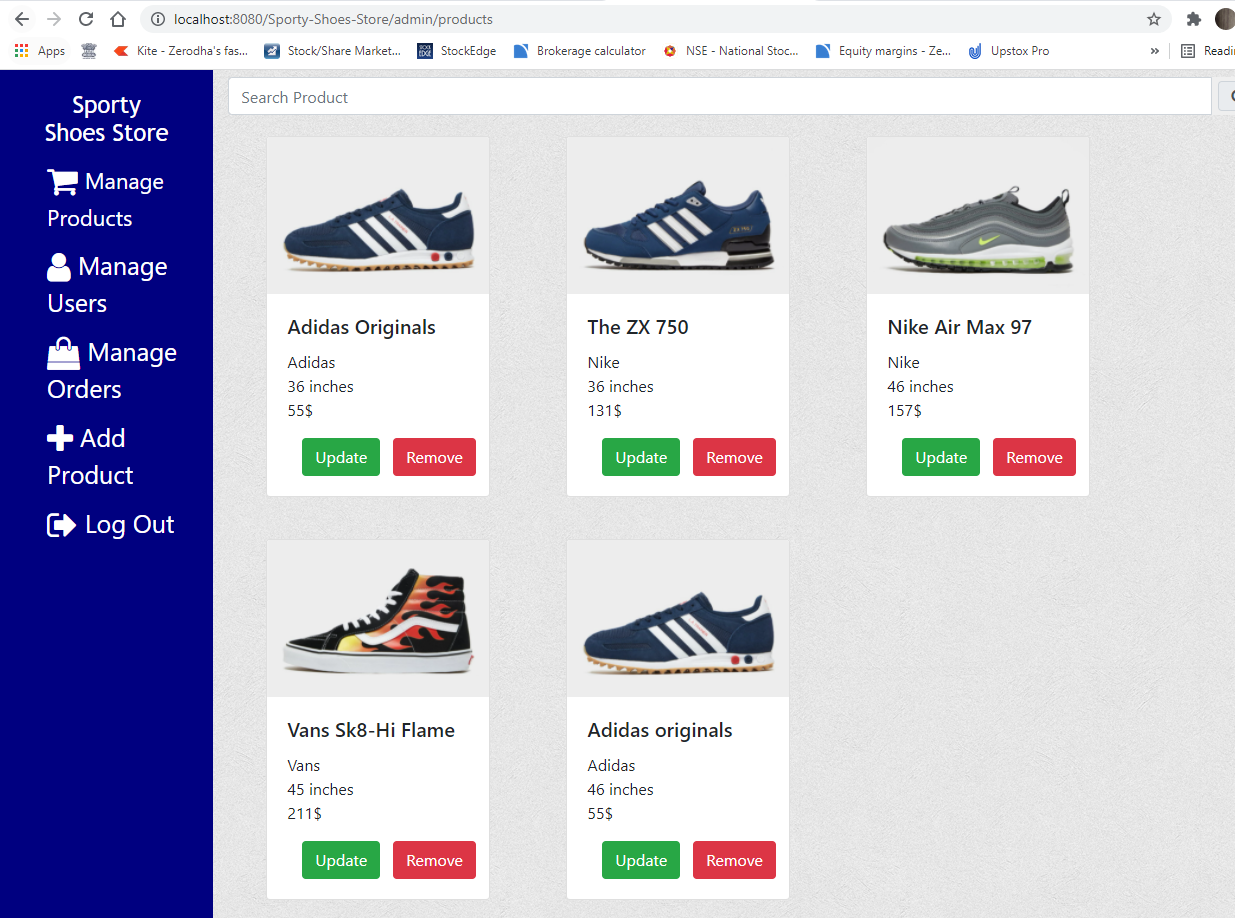 localhost:8080/Sporty-Shoes-Store/admin/products
Apps
Kite - Zerodha's fas...
Stock/Share Market...
StockEdge
Brokerage calculator
NSE - National Stoc...
Equity margins - Ze...
Upstox Pro
»
Readi
Sporty
Shoes Store
Manage
Products
Manage
Users
Manage
Orders
Add
Product
Log Out
Search Product
Adidas Originals
Adidas
36 inches
55$
Update Remove
The ZX 750
Nike
36 inches
131$
Update Remove
Nike Air Max 97
Nike
46 inches
157$
Update Remove
Vans Sk8-Hi Flame
Vans
45 inches
211$
Update Remove
Adidas originals
Adidas
46 inches
55$
Update Remove